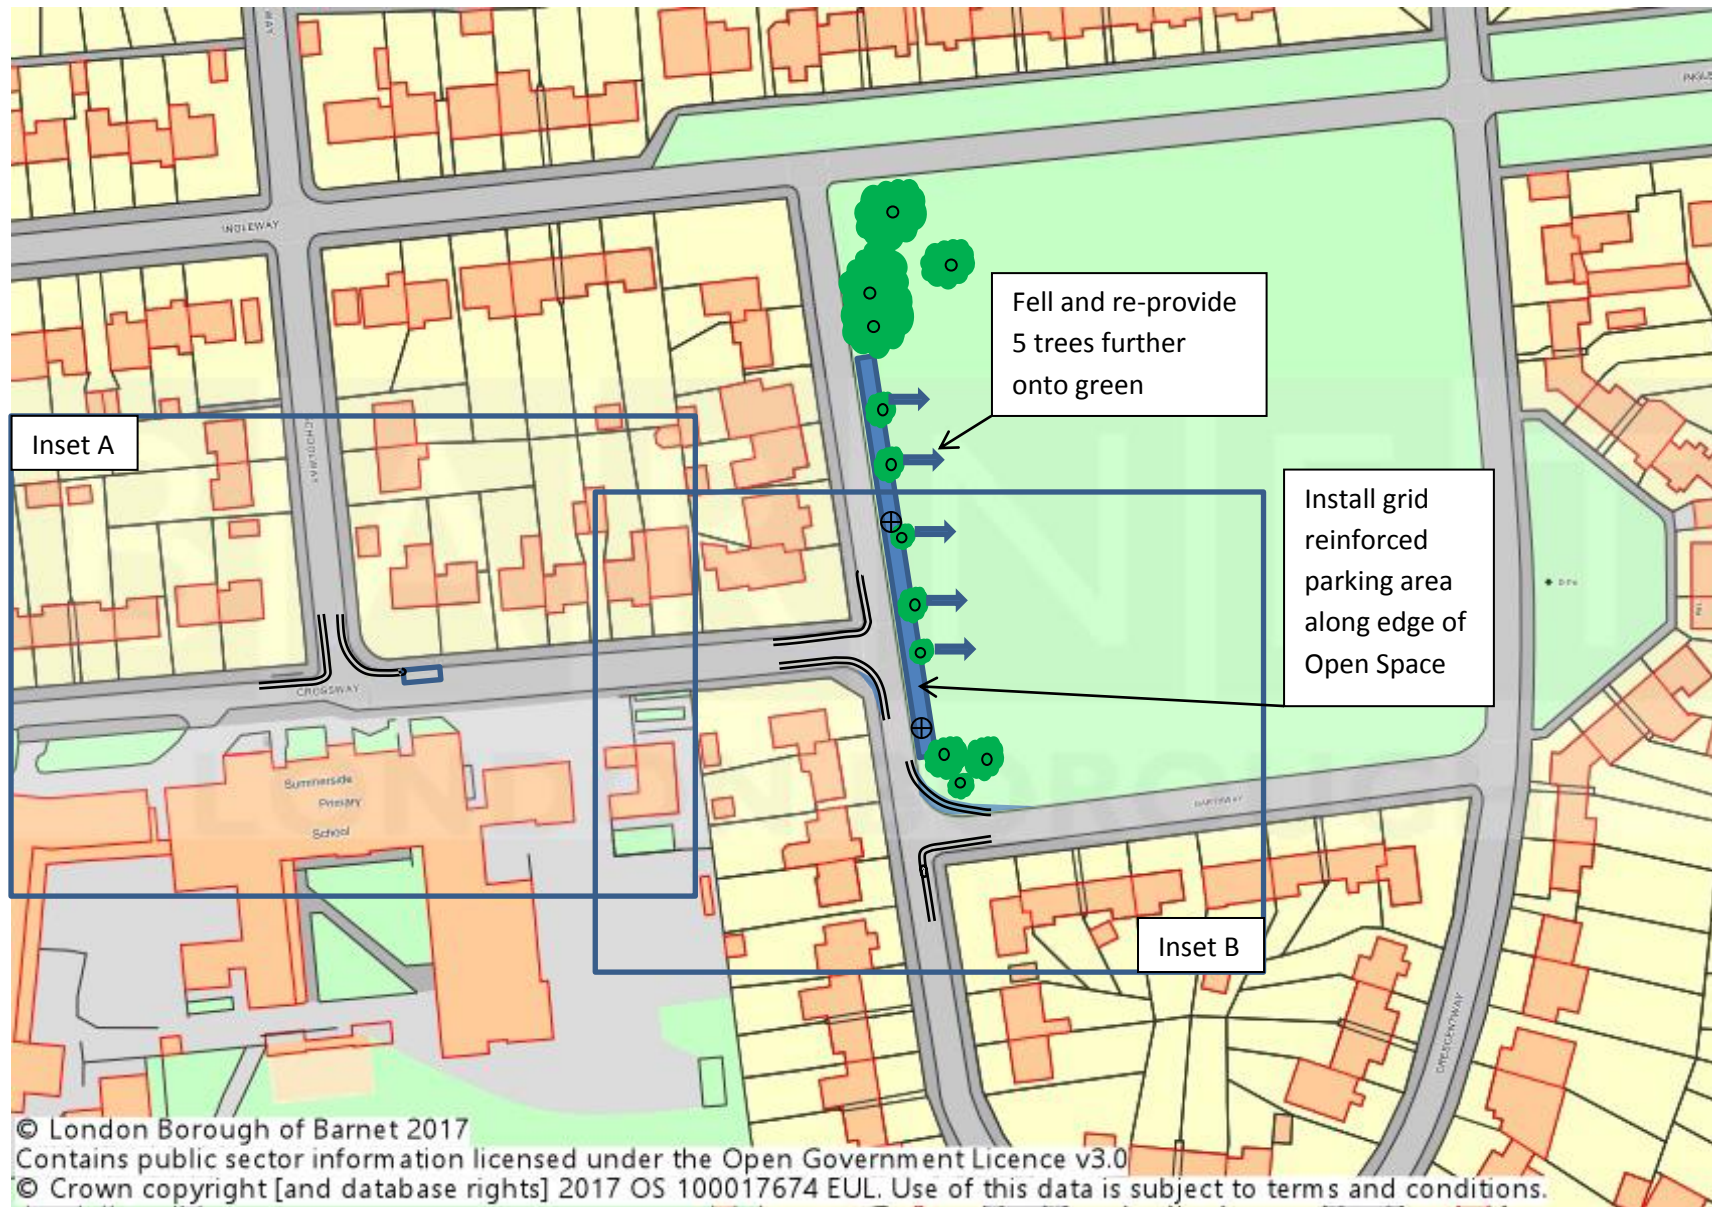 INGLEWAY
Fell and re-provide
5 trees further
onto green
Inset A
Install grid
reinforced
parking area
along edge of
Open Space
CROSSWAY
Summerside
Primary
School
Inset B
CRESCENTWAY
© London Borough of Barnet 2017
Contains public sector information licensed under the Open Government Licence v3.0
© Crown copyright [and database rights] 2017 OS 100017674 EUL. Use of this data is subject to terms and conditions.